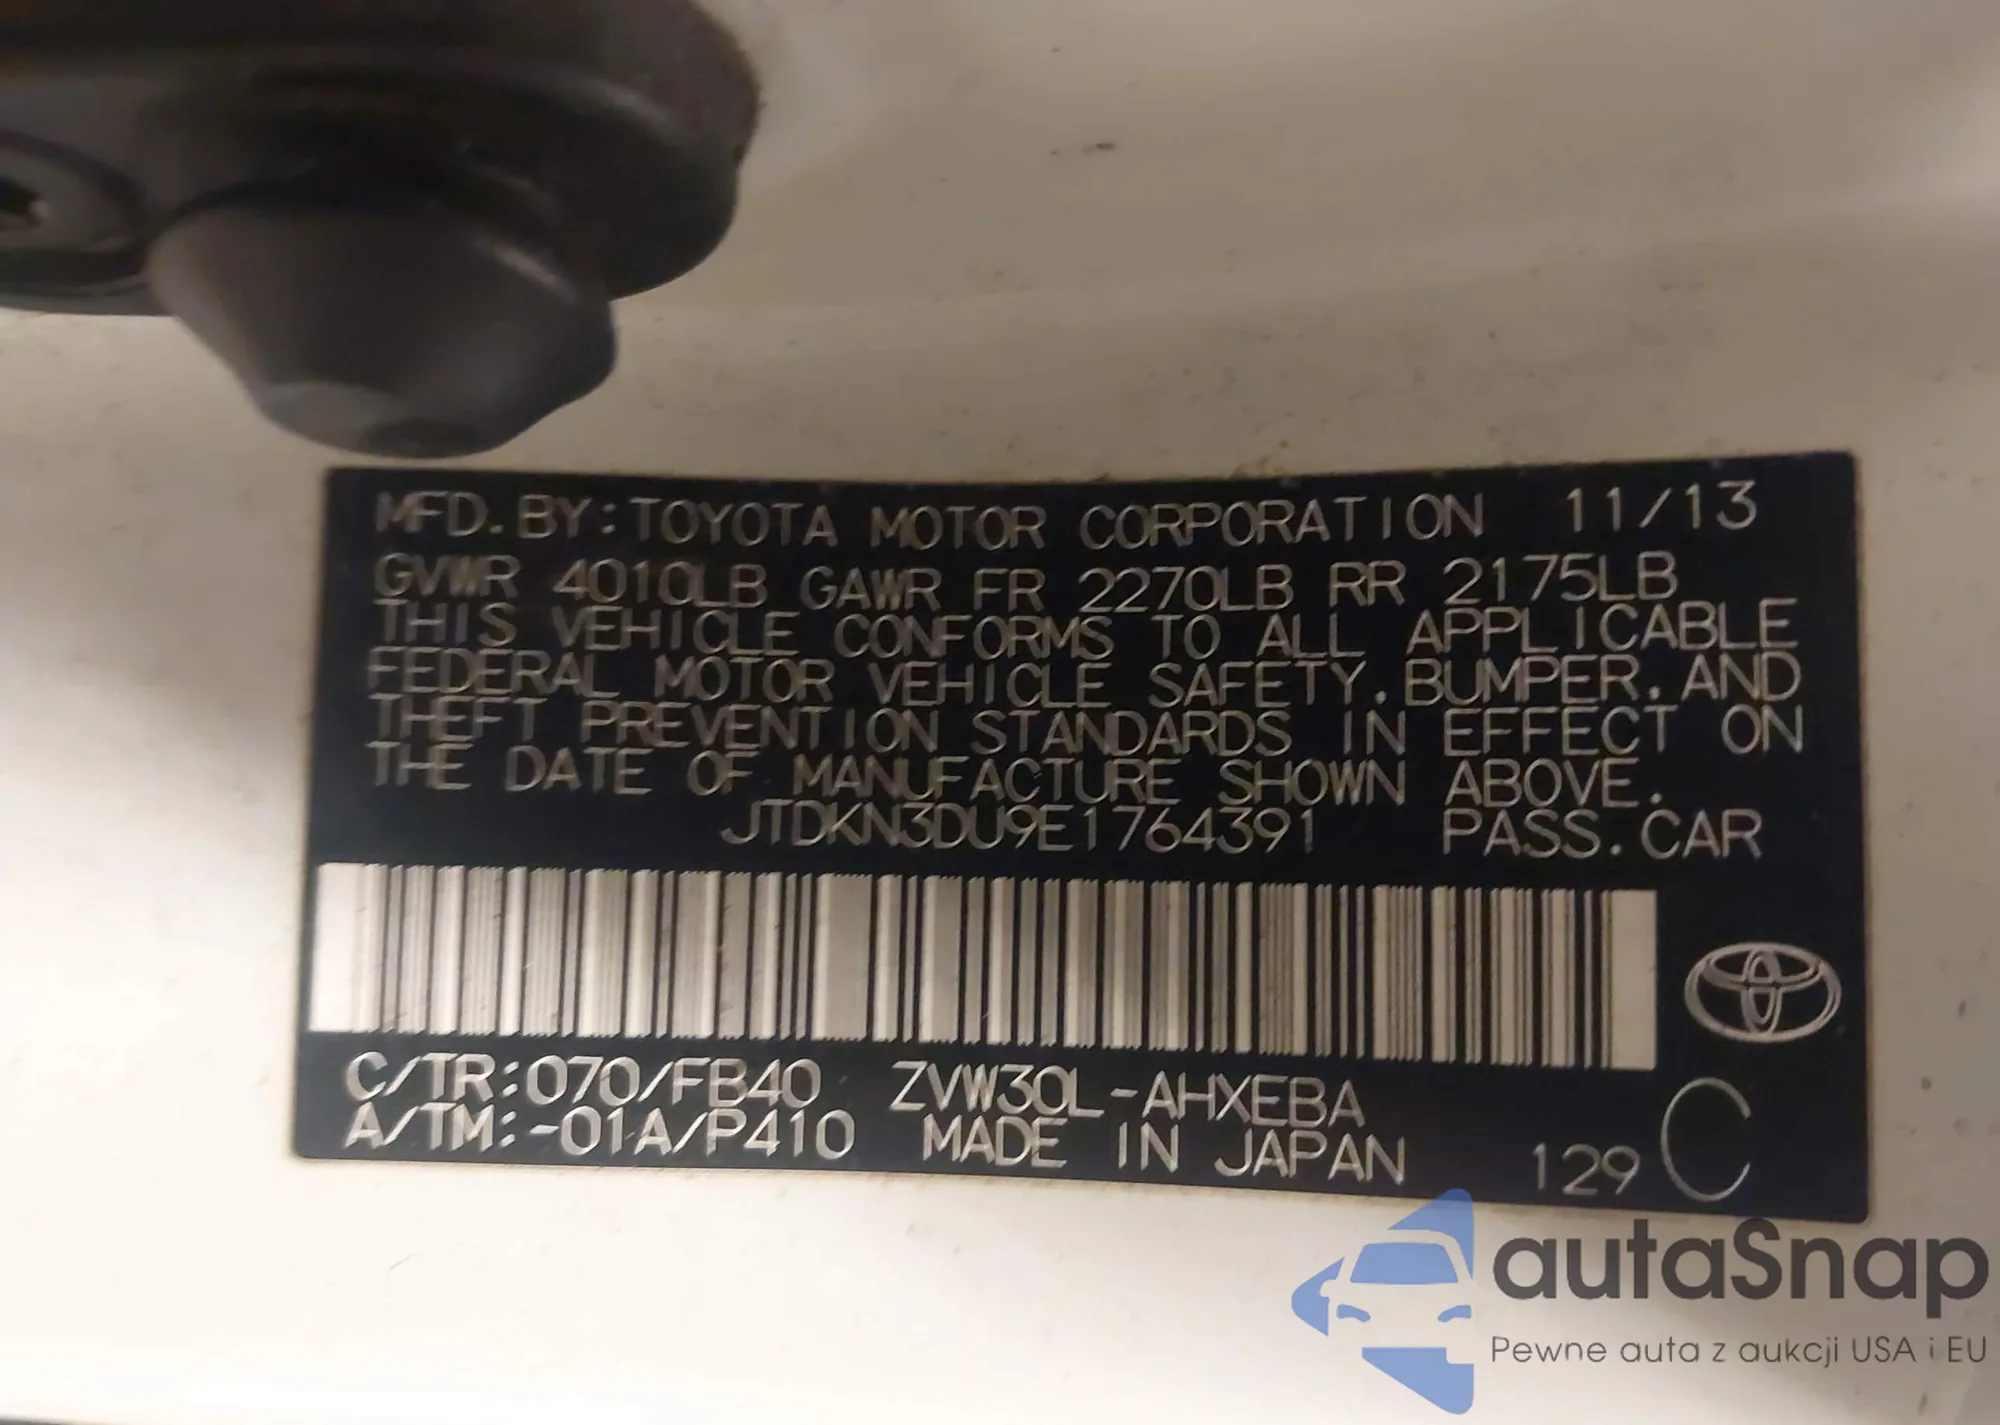 MFD. BY: TOYOTA MOTOR CORPORATION 11/13
GVWR 4010LB GAWR FR 2270LB RR 2175LB
THIS VEHICLE CONFORMS TO ALL APPLICABLE
FEDERAL MOTOR VEHICLE SAFETY. BUMPER. AND
THEFT PREVENTION STANDARDS IN EFFECT ON
THE DATE OF MANUFACTURE SHOWN ABOVE.
JTDKN3DU9E1764391 PASS. CAR
C/TR:070/FB40 ZVW30L-AHXEBA
A/TM:-01A/P410 MADE IN JAPAN 129 C
autaSnap
Pewne auta z aukcji USA i EU